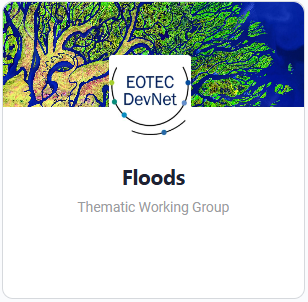 EOTEC
DevNet
Floods
Thematic Working Group